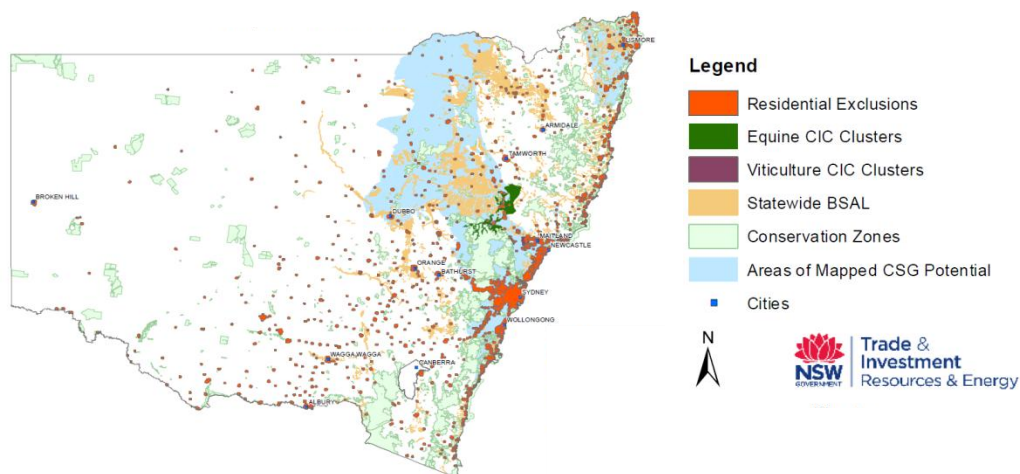 LISMORE
ARMIDALE
TAMWORTH
BROKEN HILL
DUBBO
MAITLAND
NEWCASTLE
ORANGE
BATHURST
SYDNEY
WOLLONGONG
WAGGA WAGGA
CANBERRA
ALBURY
Legend
Residential Exclusions
Equine CIC Clusters
Viticulture CIC Clusters
Statewide BSAL
Conservation Zones
Areas of Mapped CSG Potential
Cities
N
NSW
GOVERNMENT
Trade &
Investment
Resources & Energy